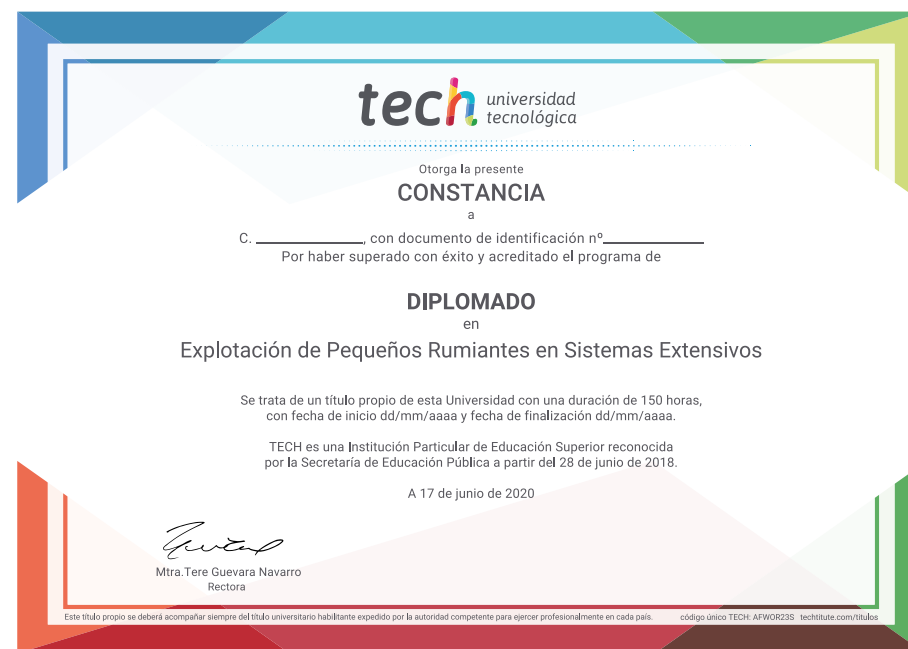 tech universidad
tecnológica
Otorga la presente
CONSTANCIA
a
C. ____________, con documento de identificación nº____________
Por haber superado con éxito y acreditado el programa de
DIPLOMADO
en
Explotación de Pequeños Rumiantes en Sistemas Extensivos
Se trata de un título propio de esta Universidad con una duración de 150 horas,
con fecha de inicio dd/mm/aaaa y fecha de finalización dd/mm/aaaa.
TECH es una Institución Particular de Educación Superior reconocida
por la Secretaría de Educación Pública a partir del 28 de junio de 2018.
A 17 de junio de 2020
Mtra.Tere Guevara Navarro
Rectora
Este título propio se deberá acompañar siempre del título universitario habilitante expedido por la autoridad competente para ejercer profesionalmente en cada país. código único TECH: AFWOR23S techtitute.com/titulos